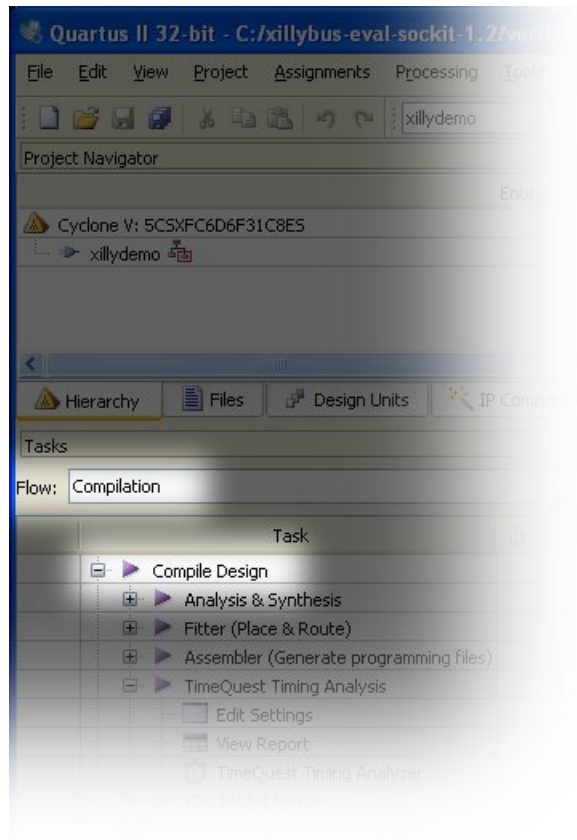 Quartus II 32-bit - C:/xillybus-eval-sockit-1.2/veri
File Edit View Project Assignments Processing Tools
xillydemo
Project Navigator
Entity
Cyclone V: 5CSXFC6D6F31C8ES
xillydemo
Hierarchy Files Design Units IP
Tasks
Flow: Compilation
Task
Compile Design
Analysis & Synthesis
Fitter (Place & Route)
Assembler (Generate programming files)
TimeQuest Timing Analysis
Edit Settings
View Report
TimeQuest Timing Analyzer